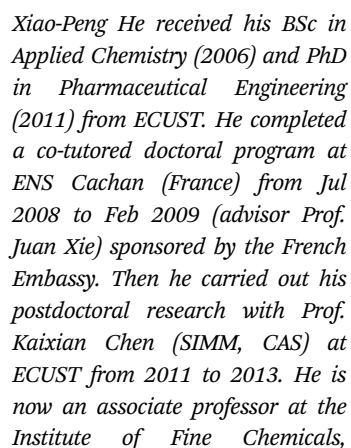 Xiao-Peng He received his BSc in
Applied Chemistry (2006) and PhD
in Pharmaceutical Engineering
(2011) from ECUST. He completed
a co-tutored doctoral program at
ENS Cachan (France) from Jul
2008 to Feb 2009 (advisor Prof.
Juan Xie) sponsored by the French
Embassy. Then he carried out his
postdoctoral research with Prof.
Kaixian Chen (SIMM, CAS) at
ECUST from 2011 to 2013. He is
now an associate professor at the
Institute of Fine Chemicals,